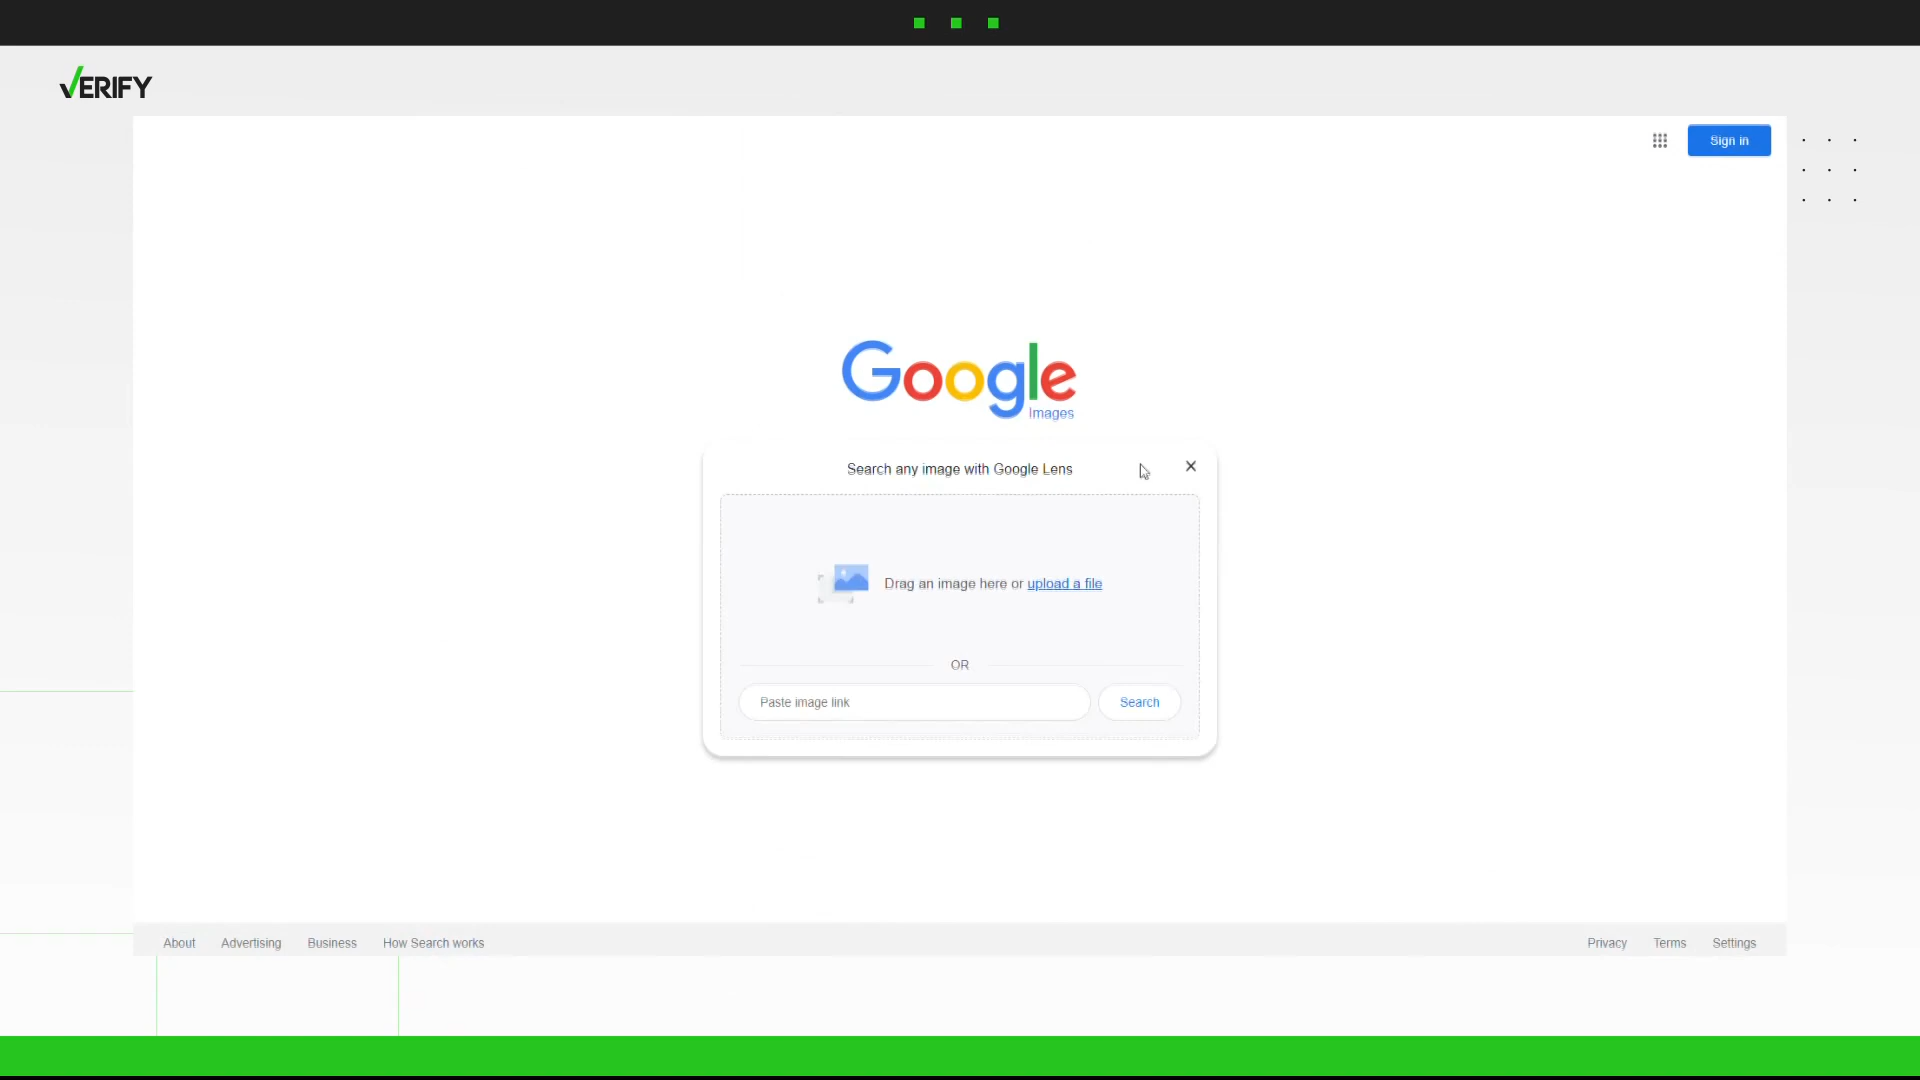 VERIFY
Sign in
Google
Images
Search any image with Google Lens
Drag an image here or upload a file
OR
Paste image link
Search
About Advertising Business How Search works
Privacy Terms Settings